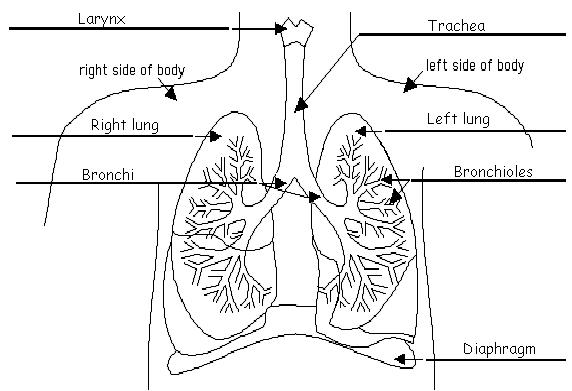 Larynx
Trachea
right side of body
left side of body
Right lung
Left lung
Bronchi
Bronchioles
Diaphragm